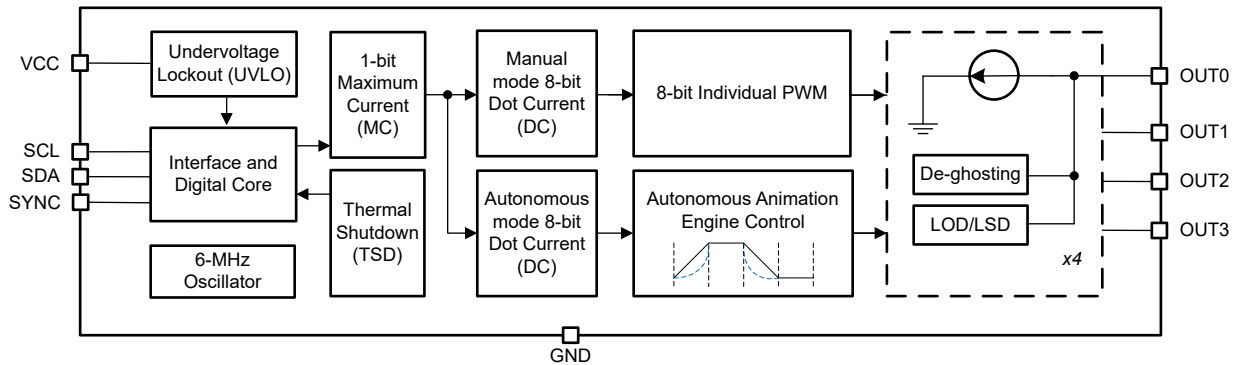 VCC
SCL
SDA
SYNC
Undervoltage
Lockout (UVLO)
Interface and
Digital Core
6-MHz
Oscillator
1-bit
Maximum
Current
(MC)
Thermal
Shutdown
(TSD)
Manual
mode 8-bit
Dot Current
(DC)
Autonomous
mode 8-bit
Dot Current
(DC)
8-bit Individual PWM
Autonomous Animation
Engine Control
De-ghosting
LOD/LSD
x4
OUT0
OUT1
OUT2
OUT3
GND